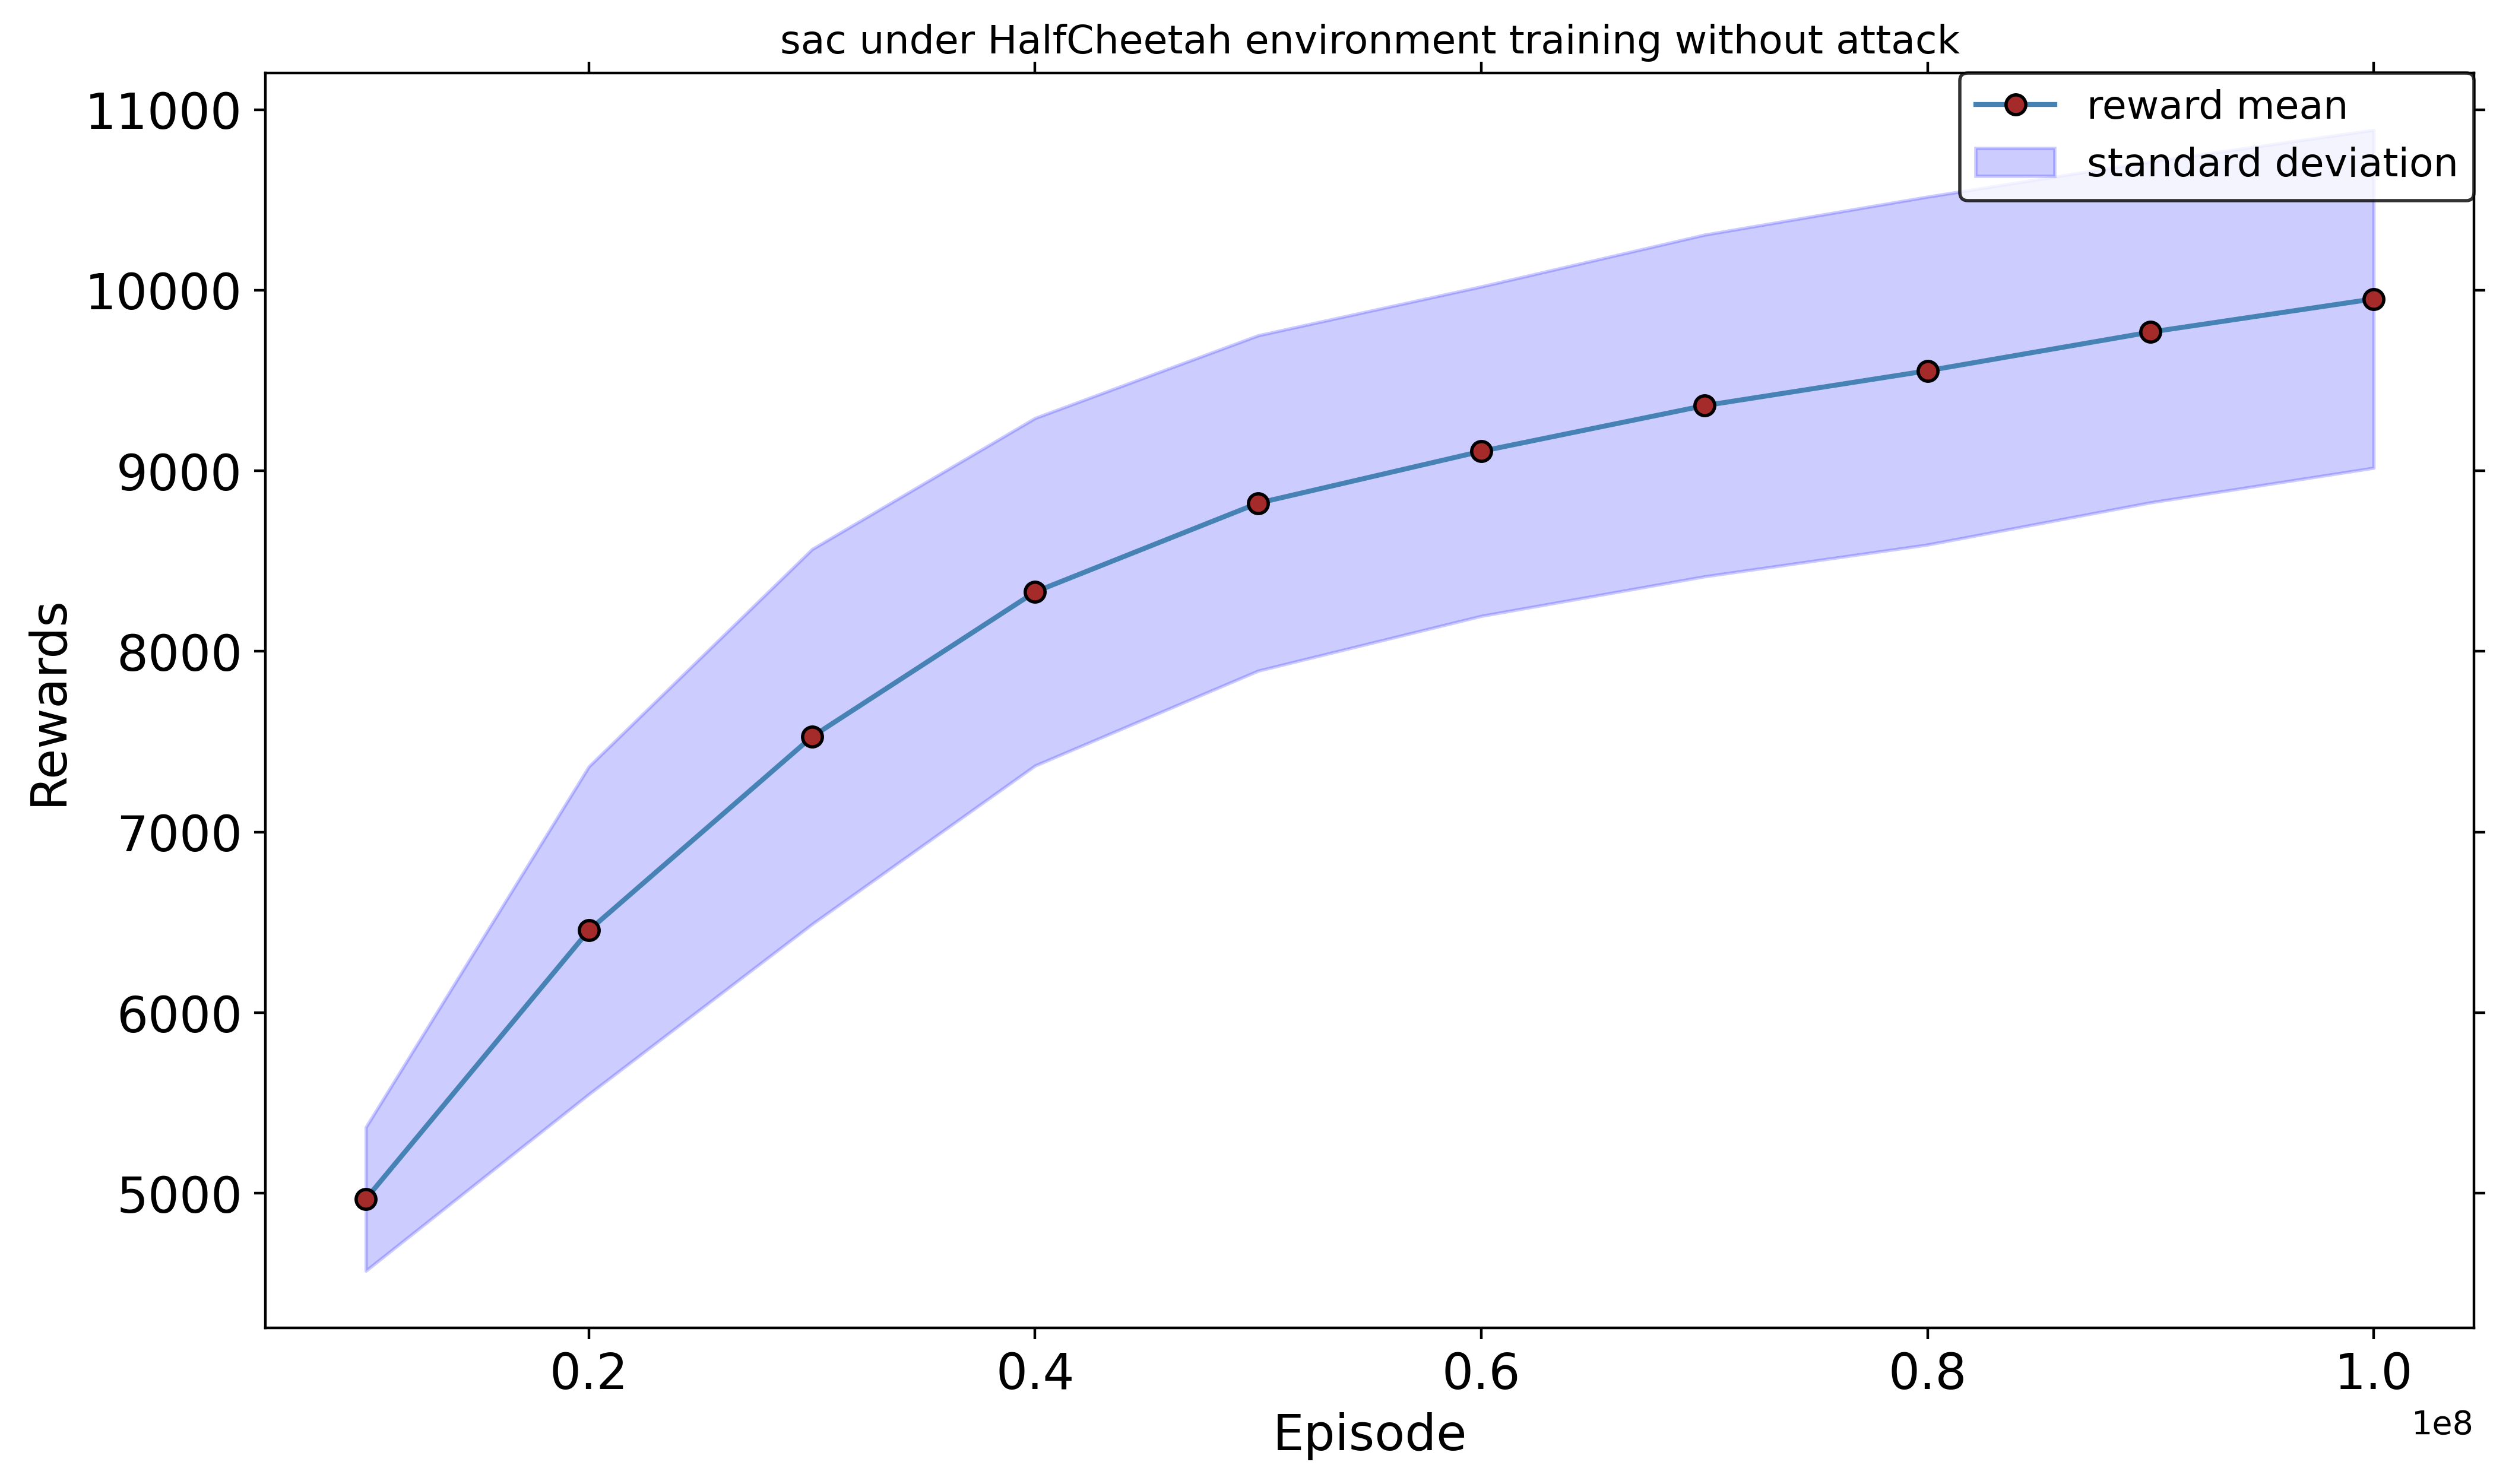 sac under HalfCheetah environment training without attack
reward mean
standard deviation
11000
10000
9000
8000
7000
6000
5000
Rewards
0.2
0.4
0.6
0.8
1.0
1e8
Episode